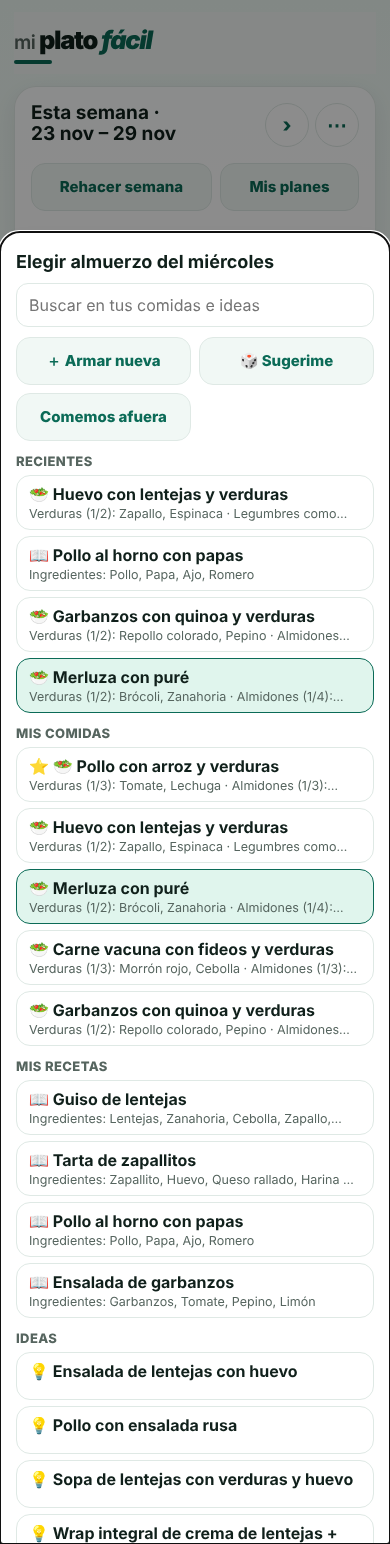 mi plato fácil
Esta semana ·
23 nov – 29 nov
›
⋯
Rehacer semana
Mis planes
Elegir almuerzo del miércoles
Buscar en tus comidas e ideas
+ Armar nueva
🎲 Sugerime
Comemos afuera
RECIENTES
🥗 Huevo con lentejas y verduras
Verduras (1/2): Zapallo, Espinaca · Legumbres como...
📖 Pollo al horno con papas
Ingredientes: Pollo, Papa, Ajo, Romero
🥗 Garbanzos con quinoa y verduras
Verduras (1/2): Repollo colorado, Pepino · Almidones...
🥗 Merluza con puré
Verduras (1/2): Brócoli, Zanahoria · Almidones (1/4):...
MIS COMIDAS
⭐ 🥗 Pollo con arroz y verduras
Verduras (1/3): Tomate, Lechuga · Almidones (1/3):...
🥗 Huevo con lentejas y verduras
Verduras (1/2): Zapallo, Espinaca · Legumbres como...
🥗 Merluza con puré
Verduras (1/2): Brócoli, Zanahoria · Almidones (1/4):...
🥗 Carne vacuna con fideos y verduras
Verduras (1/3): Morrón rojo, Cebolla · Almidones (1/3):...
🥗 Garbanzos con quinoa y verduras
Verduras (1/2): Repollo colorado, Pepino · Almidones...
MIS RECETAS
📖 Guiso de lentejas
Ingredientes: Lentejas, Zanahoria, Cebolla, Zapallo,...
📖 Tarta de zapallitos
Ingredientes: Zapallito, Huevo, Queso rallado, Harina ...
📖 Pollo al horno con papas
Ingredientes: Pollo, Papa, Ajo, Romero
📖 Ensalada de garbanzos
Ingredientes: Garbanzos, Tomate, Pepino, Limón
IDEAS
💡 Ensalada de lentejas con huevo
💡 Pollo con ensalada rusa
💡 Sopa de lentejas con verduras y huevo
💡 Wrap integral de crema de lentejas +